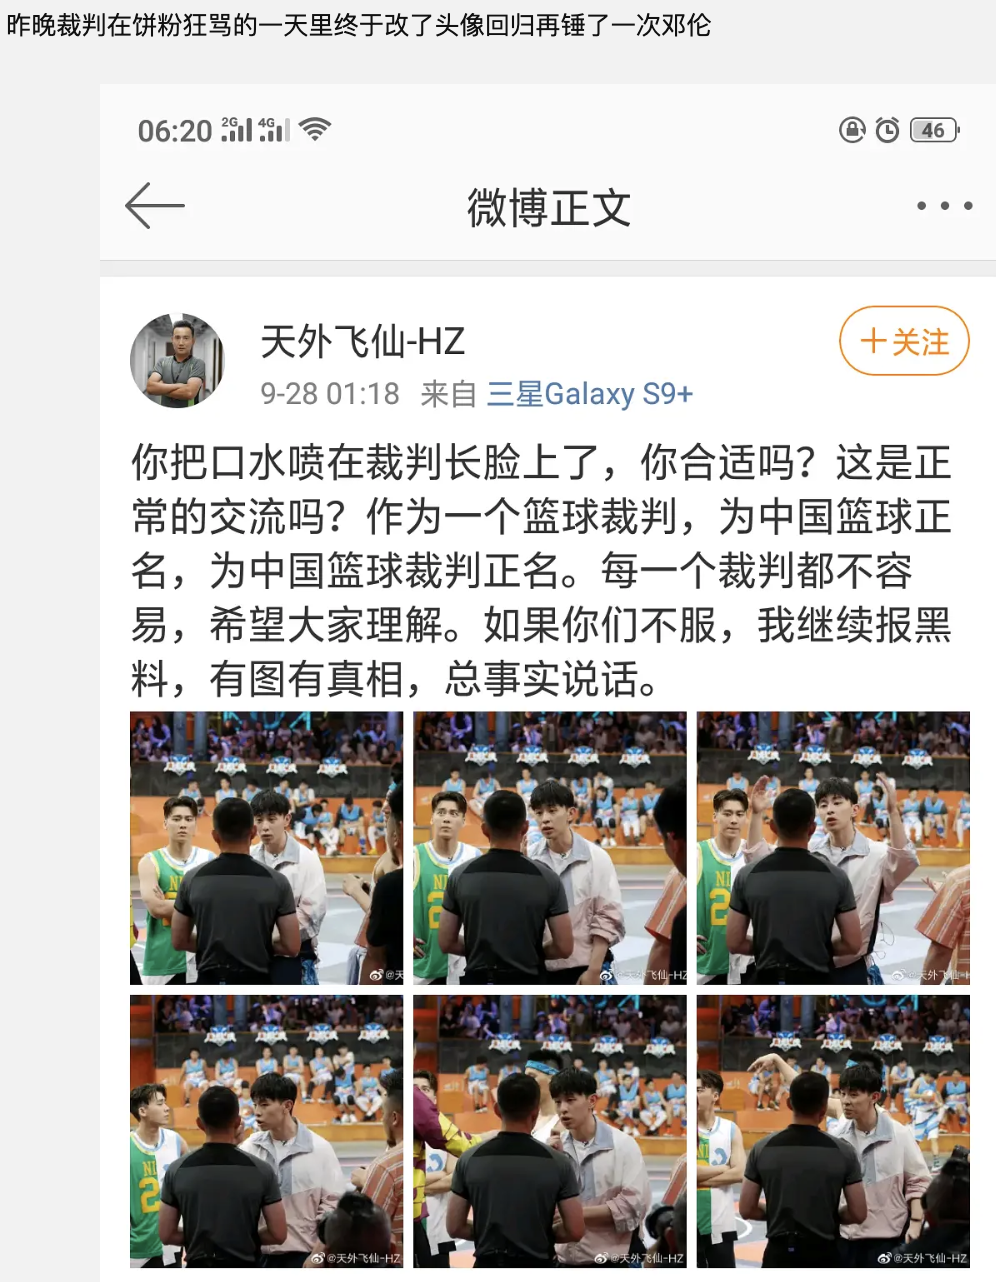 昨晚裁判在饼粉狂骂的一天里终于改了头像回归再锤了一次邓伦
06:20 2G 4G 46
微博正文
天外飞仙-HZ
+关注
9-28 01:18 来自 三星Galaxy S9+
你把口水喷在裁判长脸上了，你合适吗？这是正
常的交流吗？作为一个篮球裁判，为中国篮球正
名，为中国篮球裁判正名。每一个裁判都不容
易，希望大家理解。如果你们不服，我继续报黑
料，有图有真相，总事实说话。
NI
2
@天
NI
2
@天外飞仙-HZ
NI
2
@天外飞仙-H
NI
2
@天外飞仙-HZ
@天外飞仙-HZ
@天外飞仙-HZ